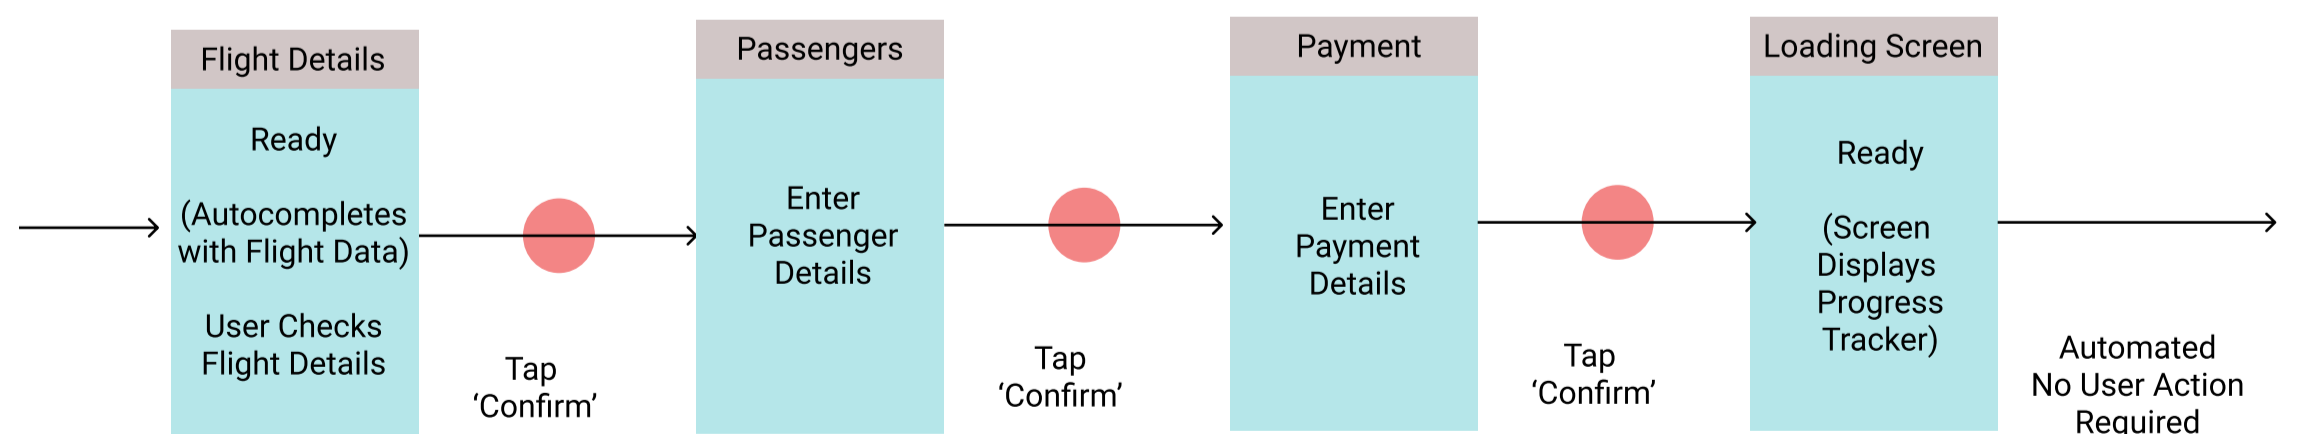 Flight Details
Ready
(Autocompletes
with Flight Data)
User Checks
Flight Details
Tap
‘Confirm’
Passengers
Enter
Passenger
Details
Tap
‘Confirm’
Payment
Enter
Payment
Details
Tap
‘Confirm’
Loading Screen
Ready
(Screen
Displays
Progress
Tracker)
Automated
No User Action
Required